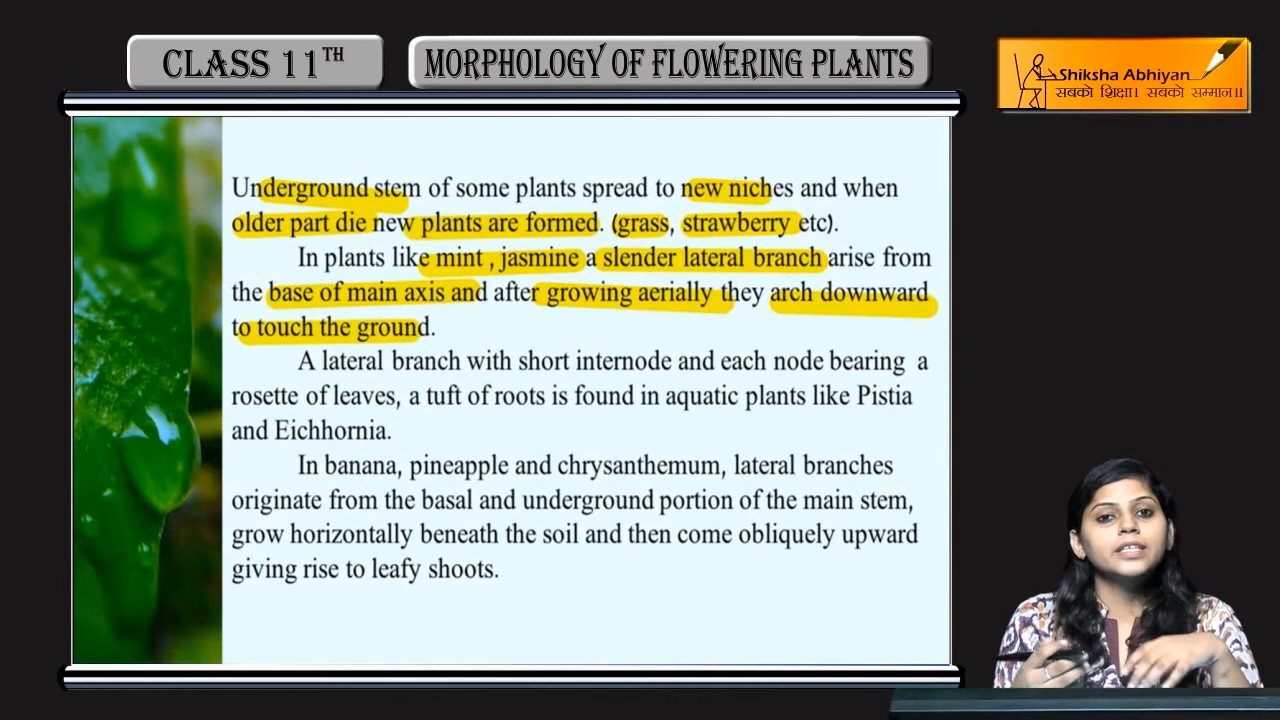 CLASS 11TH
MORPHOLOGY OF FLOWERING PLANTS
Shiksha Abhiyan
सबको शिक्षा। सबको सम्मान॥
Underground stem of some plants spread to new niches and when
older part die new plants are formed. (grass, strawberry etc).
In plants like mint , jasmine a slender lateral branch arise from
the base of main axis and after growing aerially they arch downward
to touch the ground.
A lateral branch with short internode and each node bearing a
rosette of leaves, a tuft of roots is found in aquatic plants like Pistia
and Eichhornia.
In banana, pineapple and chrysanthemum, lateral branches
originate from the basal and underground portion of the main stem,
grow horizontally beneath the soil and then come obliquely upward
giving rise to leafy shoots.